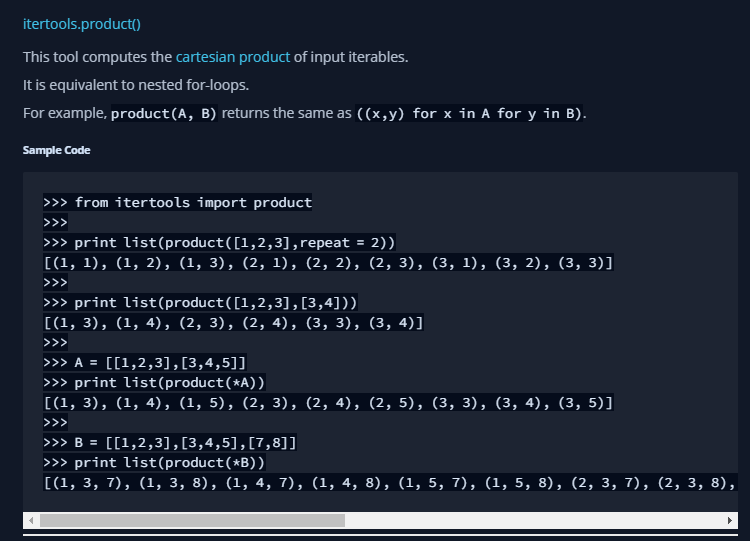 itertools.product()
This tool computes the cartesian product of input iterables.
It is equivalent to nested for-loops.
For example, product(A, B) returns the same as ((x,y) for x in A for y in B).
Sample Code
>>> from itertools import product
>>>
>>> print list(product([1,2,3],repeat = 2))
[(1, 1), (1, 2), (1, 3), (2, 1), (2, 2), (2, 3), (3, 1), (3, 2), (3, 3)]
>>>
>>> print list(product([1,2,3],[3,4]))
[(1, 3), (1, 4), (2, 3), (2, 4), (3, 3), (3, 4)]
>>>
>>> A = [[1,2,3],[3,4,5]]
>>> print list(product(*A))
[(1, 3), (1, 4), (1, 5), (2, 3), (2, 4), (2, 5), (3, 3), (3, 4), (3, 5)]
>>>
>>> B = [[1,2,3],[3,4,5],[7,8]]
>>> print list(product(*B))
[(1, 3, 7), (1, 3, 8), (1, 4, 7), (1, 4, 8), (1, 5, 7), (1, 5, 8), (2, 3, 7), (2, 3, 8),